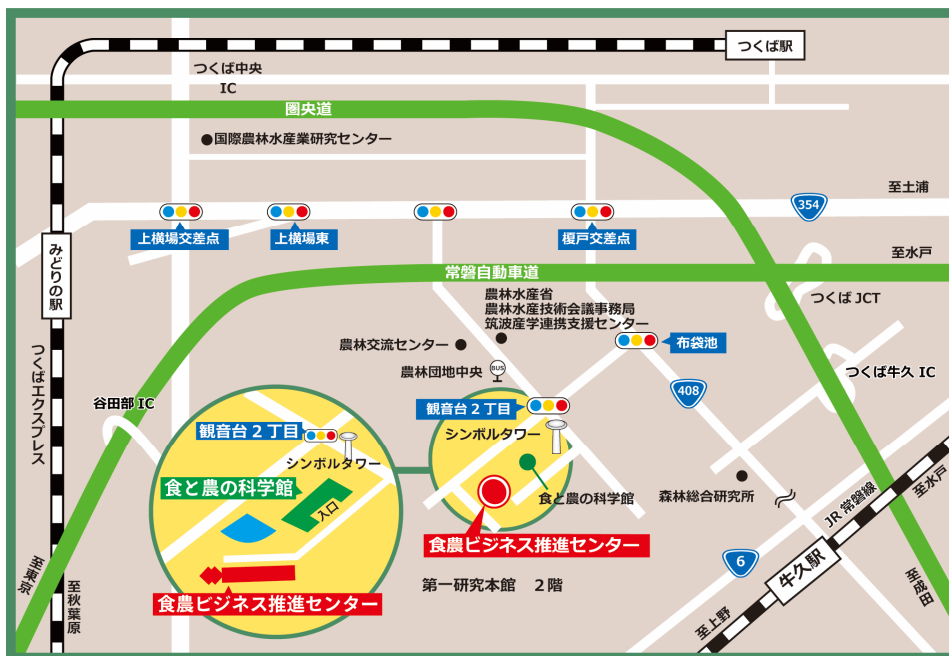 つくば駅
つくば中央
IC
圏央道
国際農林水産業研究センター
至土浦
354
上横場交差点
上横場東
榎戸交差点
至水戸
みどりの駅
常磐自動車道
農林水産省
農林水産技術会議事務局
筑波産学連携支援センター
つくばJCT
農林交流センター
布袋池
つくばエクスプレス
農林団地中央
BUS
つくば牛久IC
408
谷田部IC
観音台2丁目
シンボルタワー
観音台2丁目
シンボルタワー
食と農の科学館
入口
食と農の科学館
森林総合研究所
JR常磐線
至水戸
食農ビジネス推進センター
6
牛久駅
至東京
至秋葉原
食農ビジネス推進センター
第一研究本館 2階
至上野
至成田